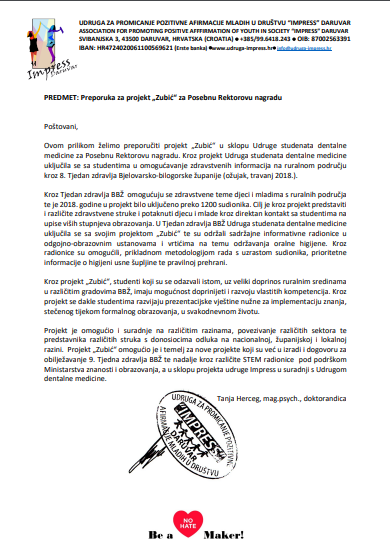 UDRUGA ZA PROMICANJE POZITIVNE AFIRMACIJE MLADIH U DRUŠTVU "IMPRESS" DARUVAR
ASSOCIATION FOR PROMOTING POSITIVE AFFFIRMATION OF YOUTH IN SOCIETY "IMPRESS" DARUVAR
SVIBANJSKA 3, 43500 DARUVAR, HRVATSKA (CROATIA) ● +385/99.6418.243 ● OIB: 87002563391
IBAN: HR4724020061100569621 (Erste banka) ●www.udruga-impress.hr● info@udruga-impress.hr
Impress
Daruvar
PREDMET: Preporuka za projekt „Zubić" za Posebnu Rektorovu nagradu
Poštovani,
Ovom prilikom želimo preporučiti projekt „Zubić" u sklopu Udruge studenata dentalne
medicine za Posebnu Rektorovu nagradu. Kroz projekt Udruga studenata dentalne medicine
uključila se sa studentima u omogućavanje zdravstvenih informacija na ruralnom području
kroz 8. Tjedan zdravlja Bjelovarsko-bilogorske županije (ožujak, travanj 2018.).
Kroz Tjedan zdravlja BBŽ omogućuju se zdravstvene teme djeci i mladima s ruralnih područja
te je 2018. godine u projekt bilo uključeno preko 1200 sudionika. Cilj je kroz projekt predstaviti
i različite zdravstvene struke i potaknuti djecu i mlade kroz direktan kontakt sa studentima na
upise viših stupnjeva obrazovanja. U Tjedan zdravlja BBŽ Udruga studenata dentalne medicine
uključila se sa svojim projektom „Zubić" te su održali sadržajne informativne radionice u
odgojno-obrazovnim ustanovama i vrtićima na temu održavanja oralne higijene. Kroz
radionice su omogućili, prikladnom metodologijom rada s uzrastom sudionika, prioritetne
informacije o higijeni usne šupljine te pravilnoj prehrani.
Kroz projekt „Zubić", studenti koji su se odazvali istom, uz veliki doprinos ruralnim sredinama
u različitim gradovima BBŽ, imaju mogućnost doprinijeti i razvoju vlastitih kompetencija. Kroz
projekt se dakle studentima razvijaju prezentacijske vještine nužne za implementaciju znanja,
stečenog tijekom formalnog obrazovanja, u svakodnevnom životu.
Projekt je omogućio i suradnje na različitim razinama, povezivanje različitih sektora te
predstavnika različitih struka s donosiocima odluka na nacionalnoj, županijskoj i lokalnoj
razini. Projekt „Zubić" omogućio je i temelj za nove projekte koji su već u izradi i dogovoru za
obilježavanje 9. Tjedna zdravlja BBŽ te nadalje kroz različite STEM radionice pod podrškom
Ministarstva znanosti i obrazovanja, a u sklopu projekta udruge Impress u suradnji s Udrugom
dentalne medicine.
Tanja Herceg, mag.psych., doktorandica
UDRUGA ZA PROMICANJE POZITIVNE
AFIRMACIJE MLADIH U DRUŠTVU
IMPRESS
DARUVAR
NO
HATE
Be a Maker!